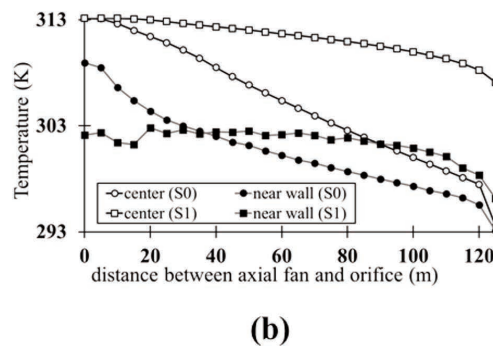 313
303
293
Temperature (K)
center (S0)
near wall (S0)
center (S1)
near wall (S1)
0 20 40 60 80 100 120
distance between axial fan and orifice (m)
(b)